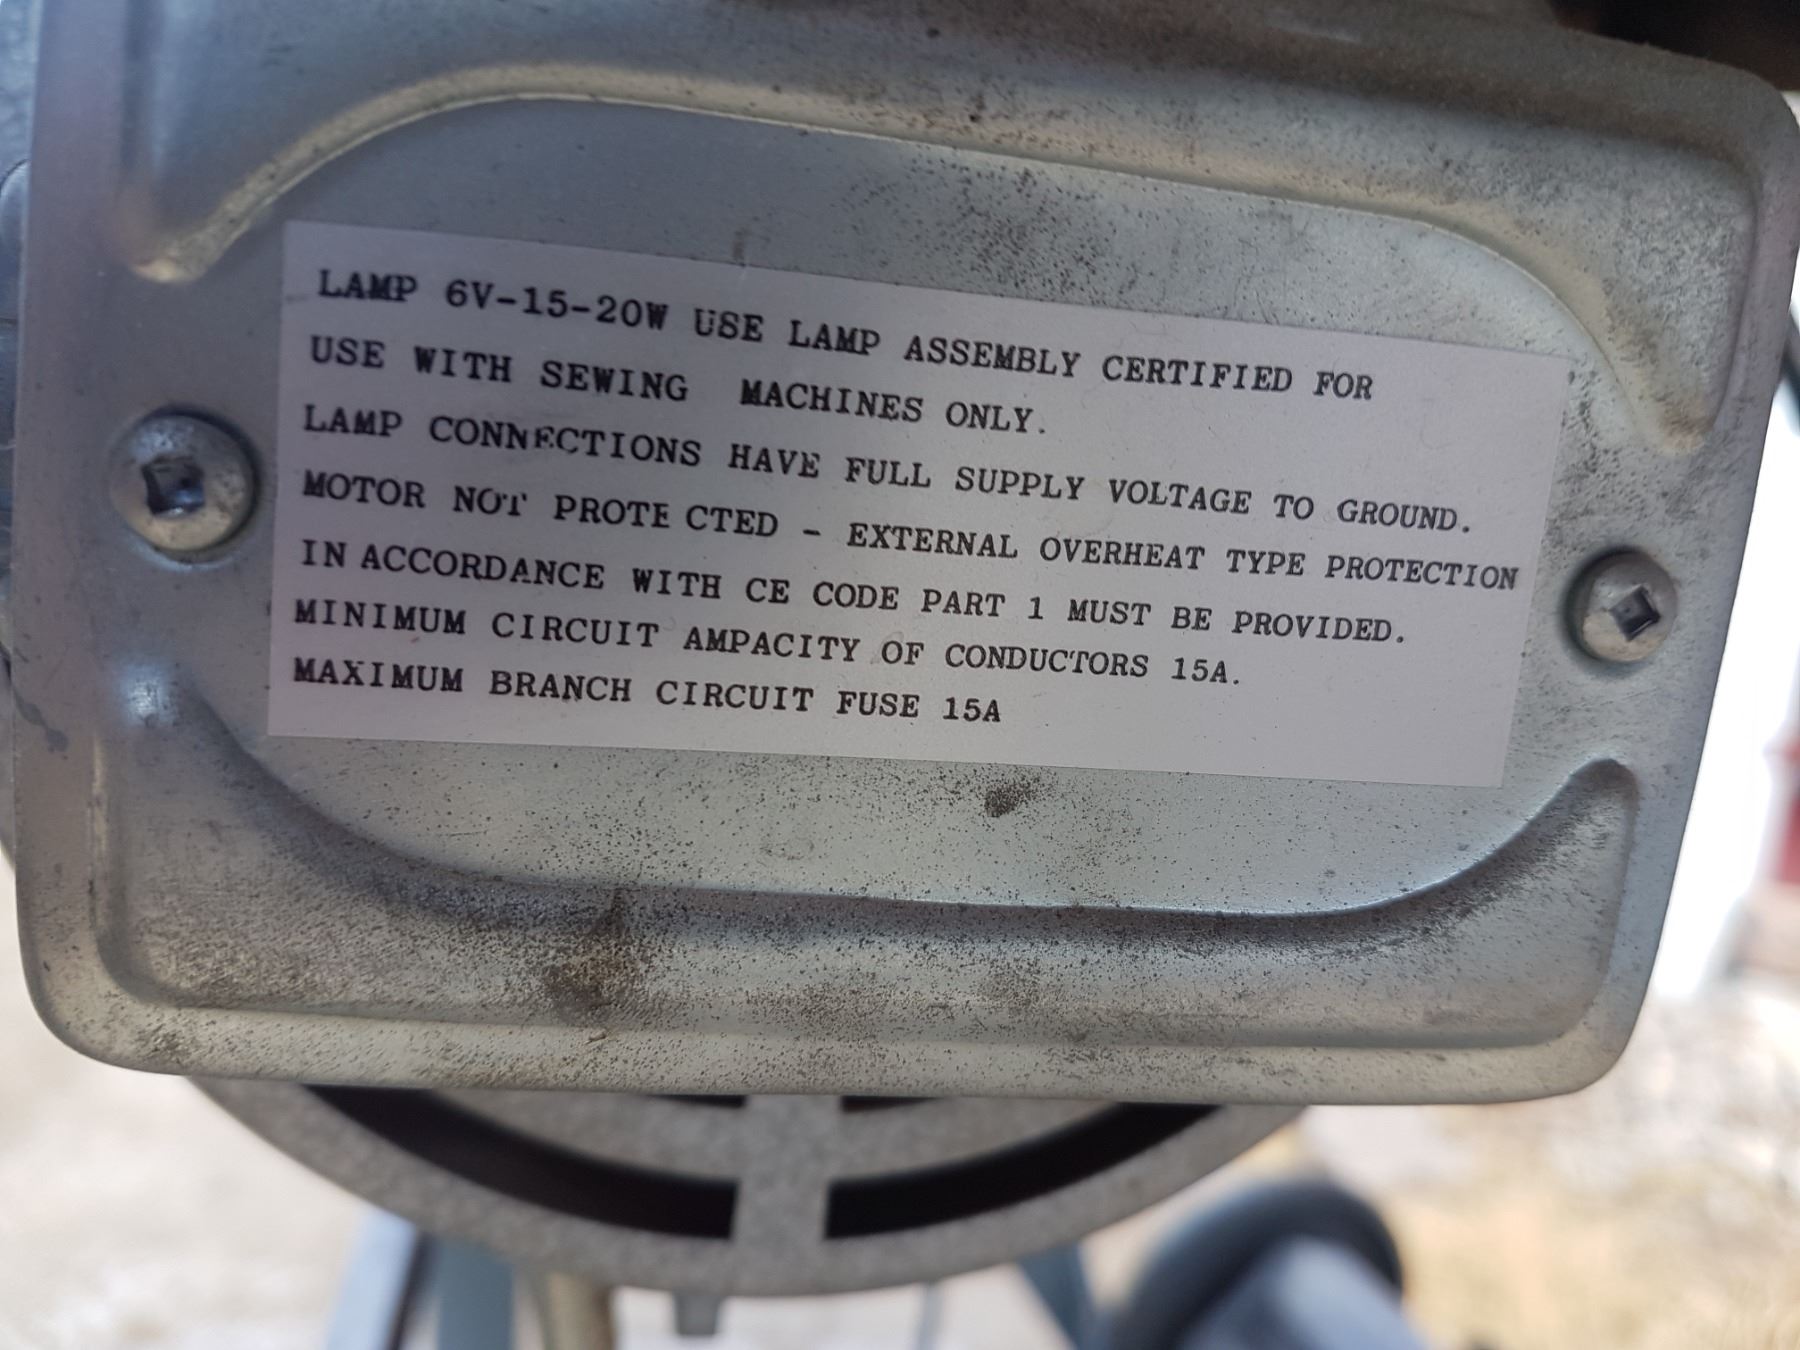 LAMP 6V-15-20W USE LAMP ASSEMBLY CERTIFIED FOR
USE WITH SEWING MACHINES ONLY.
LAMP CONNECTIONS HAVE FULL SUPPLY VOLTAGE TO GROUND.
MOTOR NOT PROTE CTED - EXTERNAL OVERHEAT TYPE PROTECTION
IN ACCORDANCE WITH CE CODE PART 1 MUST BE PROVIDED.
MINIMUM CIRCUIT AMPACITY OF CONDUCTORS 15A.
MAXIMUM BRANCH CIRCUIT FUSE 15A